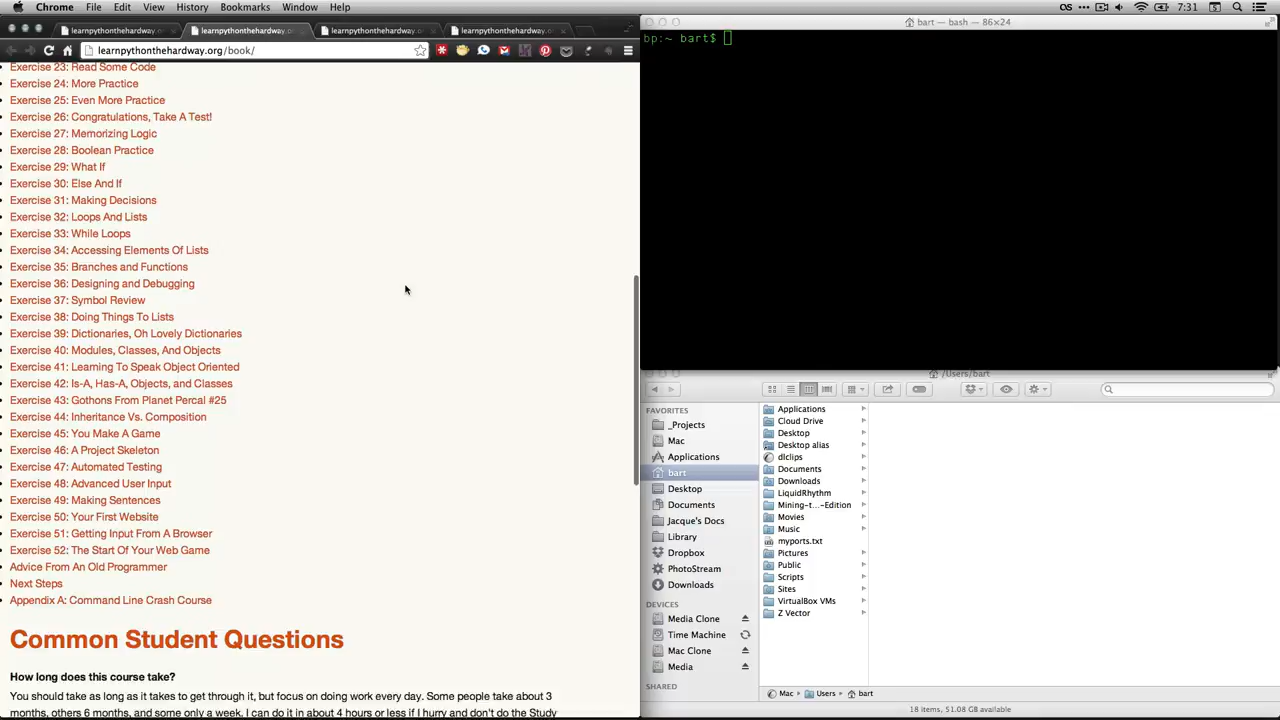 Chrome File Edit View History Bookmarks Window Help 7:31
learnpythonthehardway.org learnpythonthehardway.org learnpythonthehardway.org learnpythonthehardway.org
learnpythonthehardway.org/book/
Exercise 23: Read Some Code
Exercise 24: More Practice
Exercise 25: Even More Practice
Exercise 26: Congratulations, Take A Test!
Exercise 27: Memorizing Logic
Exercise 28: Boolean Practice
Exercise 29: What If
Exercise 30: Else And If
Exercise 31: Making Decisions
Exercise 32: Loops And Lists
Exercise 33: While Loops
Exercise 34: Accessing Elements Of Lists
Exercise 35: Branches and Functions
Exercise 36: Designing and Debugging
Exercise 37: Symbol Review
Exercise 38: Doing Things To Lists
Exercise 39: Dictionaries, Oh Lovely Dictionaries
Exercise 40: Modules, Classes, And Objects
Exercise 41: Learning To Speak Object Oriented
Exercise 42: Is-A, Has-A, Objects, and Classes
Exercise 43: Gothons From Planet Percal #25
Exercise 44: Inheritance Vs. Composition
Exercise 45: You Make A Game
Exercise 46: A Project Skeleton
Exercise 47: Automated Testing
Exercise 48: Advanced User Input
Exercise 49: Making Sentences
Exercise 50: Your First Website
Exercise 51: Getting Input From A Browser
Exercise 52: The Start Of Your Web Game
Advice From An Old Programmer
Next Steps
Appendix A: Command Line Crash Course
Common Student Questions
How long does this course take?
You should take as long as it takes to get through it, but focus on doing work every day. Some people take about 3
months, others 6 months, and some only a week. I can do it in about 4 hours or less if I hurry and don't do the Study
bart — bash — 86×24
bp:~ bart$
/Users/bart
FAVORITES
_Projects
Mac
Applications
bart
Desktop
Documents
Jacque's Docs
Library
Dropbox
PhotoStream
Downloads
DEVICES
Media Clone
Time Machine
Mac Clone
Media
SHARED
Applications
Cloud Drive
Desktop
Desktop alias
dlclips
Documents
Downloads
LiquidRhythm
Mining-t...-Edition
Movies
Music
myports.txt
Pictures
Public
Scripts
Sites
VirtualBox VMs
Z Vector
Mac ▸ Users ▸ bart
18 items, 51.08 GB available